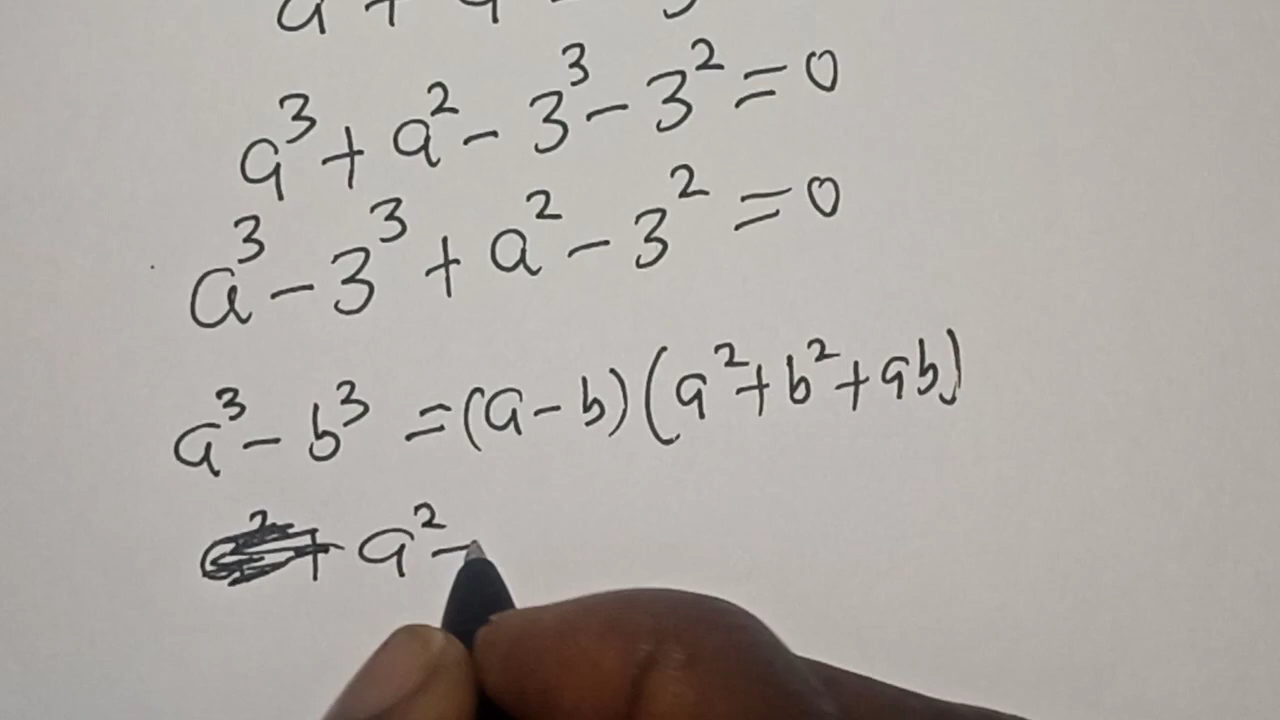 a³ + a² - 3³ - 3² = 0
a³ - 3³ + a² - 3² = 0
a³ - b³ = (a - b)(a² + b² + ab)
a² -